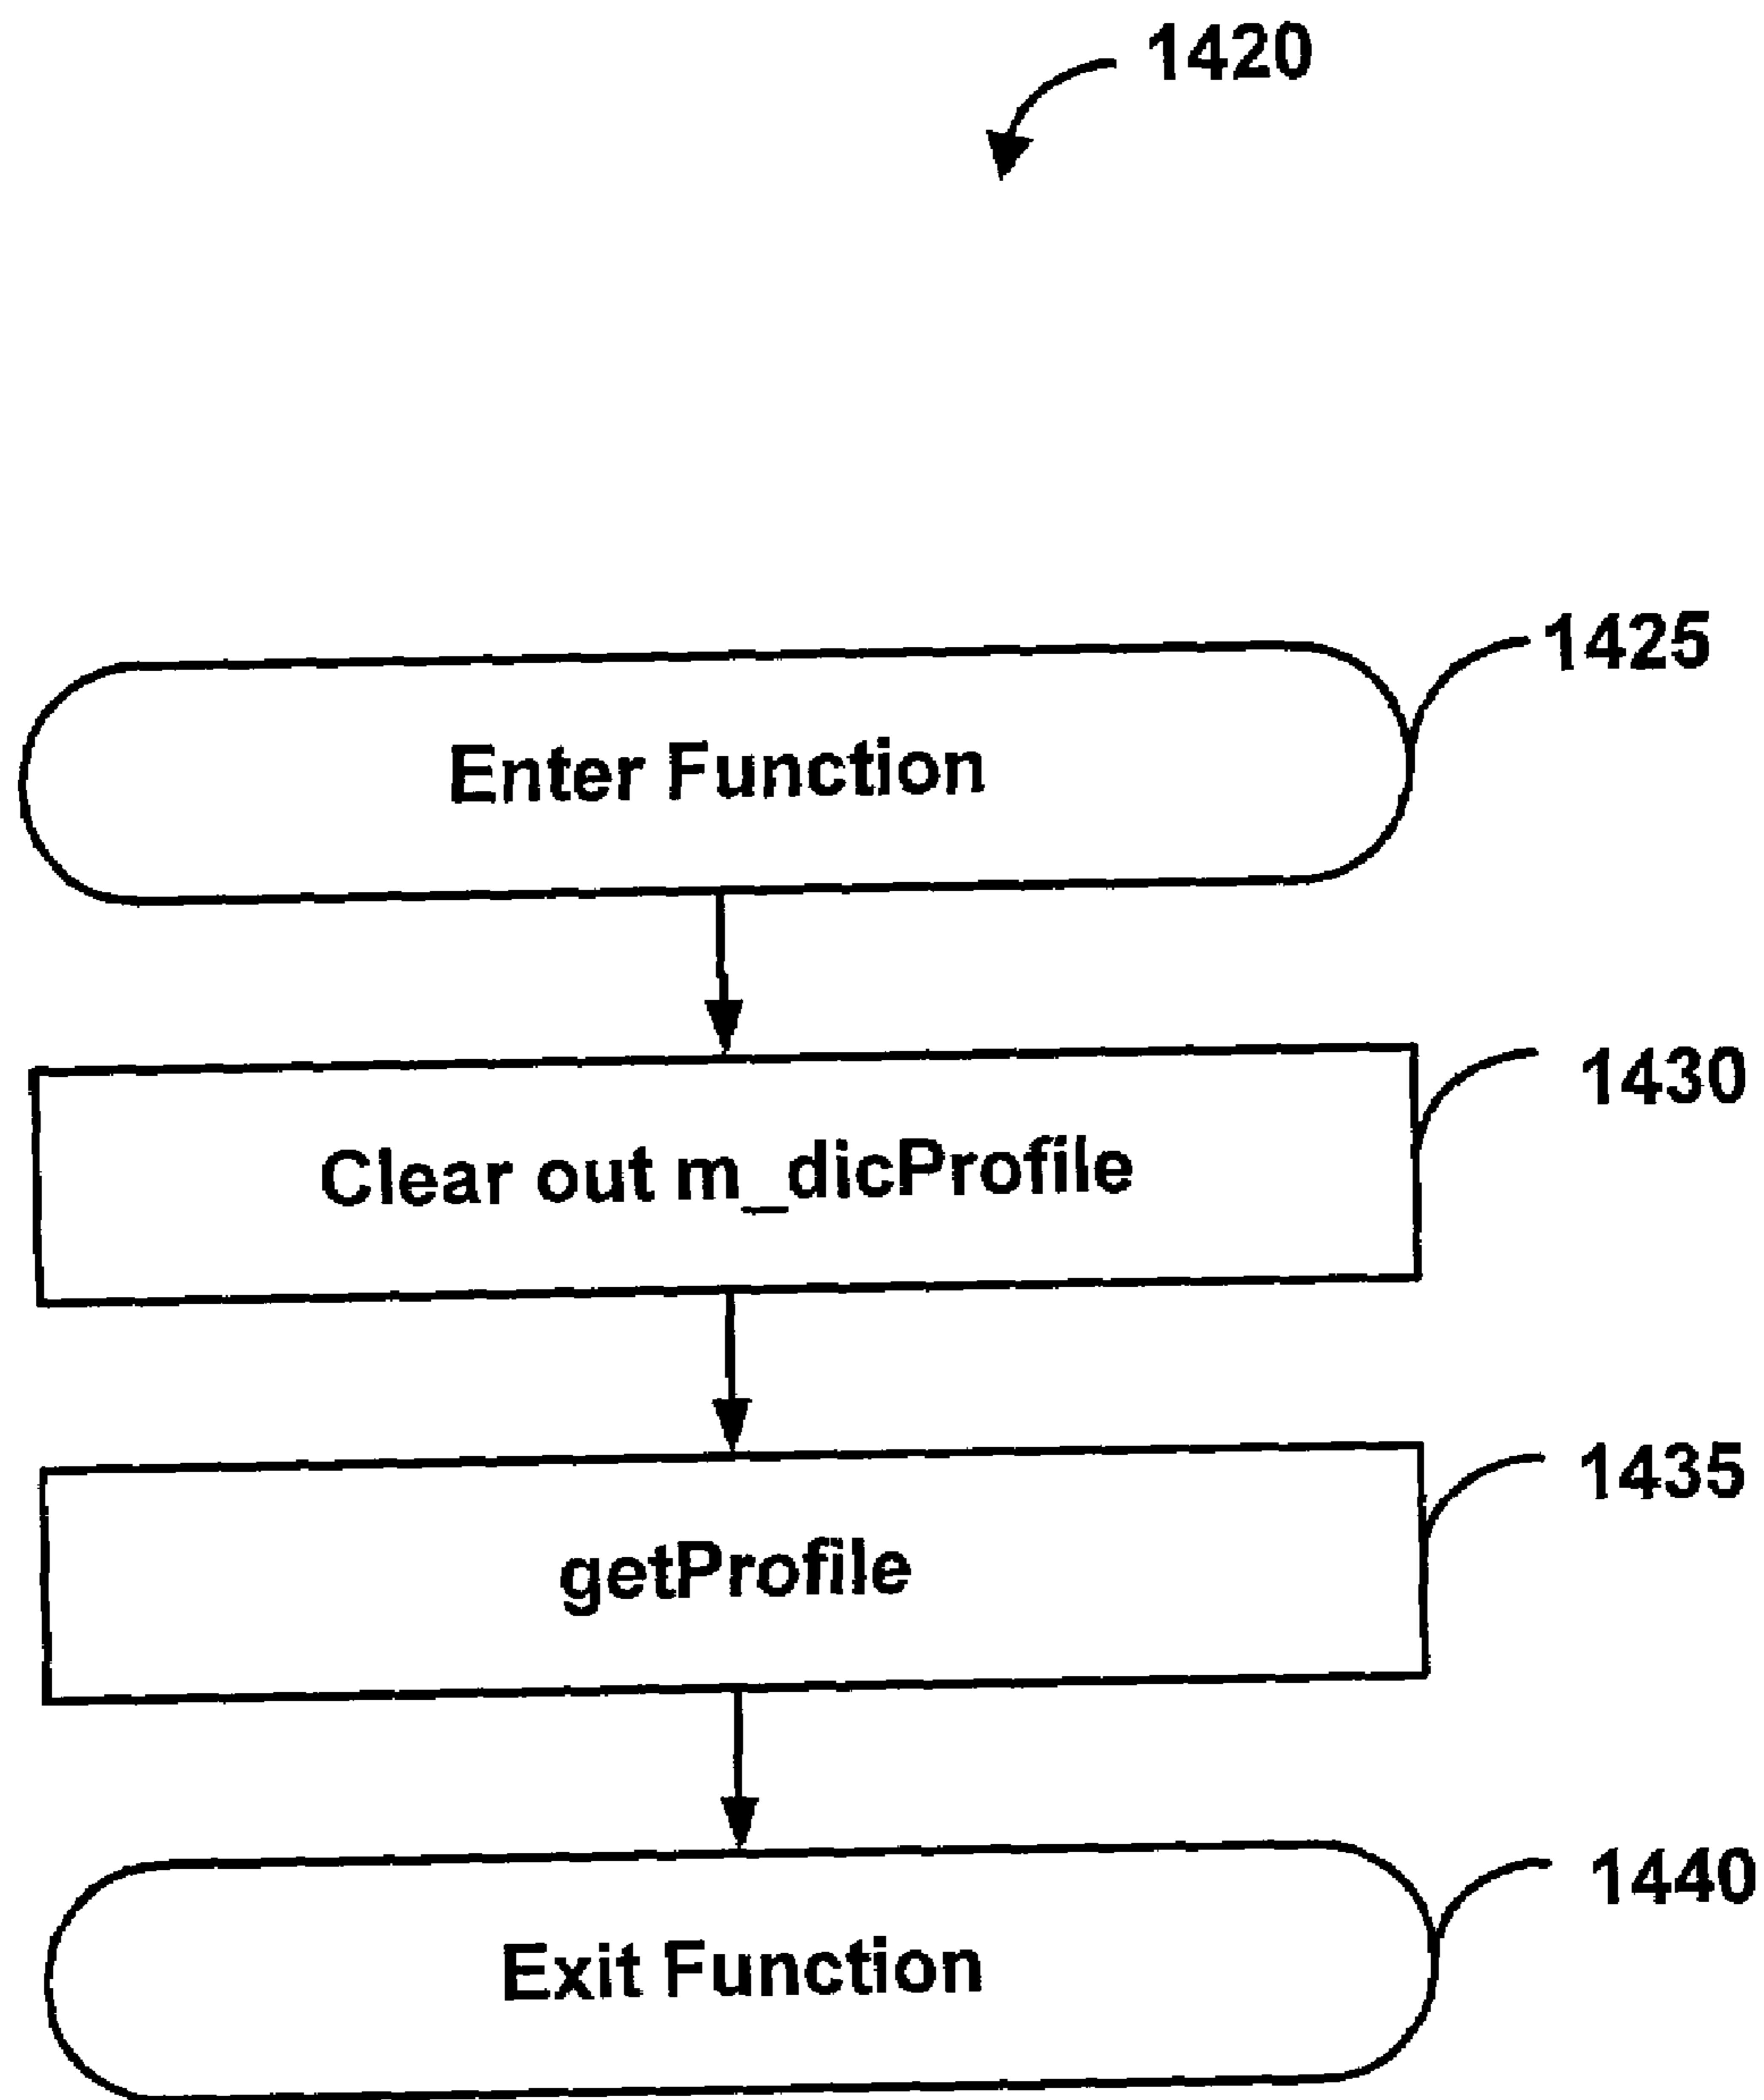 1420
1425
Enter Function
1430
Clear out m_dicProfile
1435
getProfile
1440
Exit Function